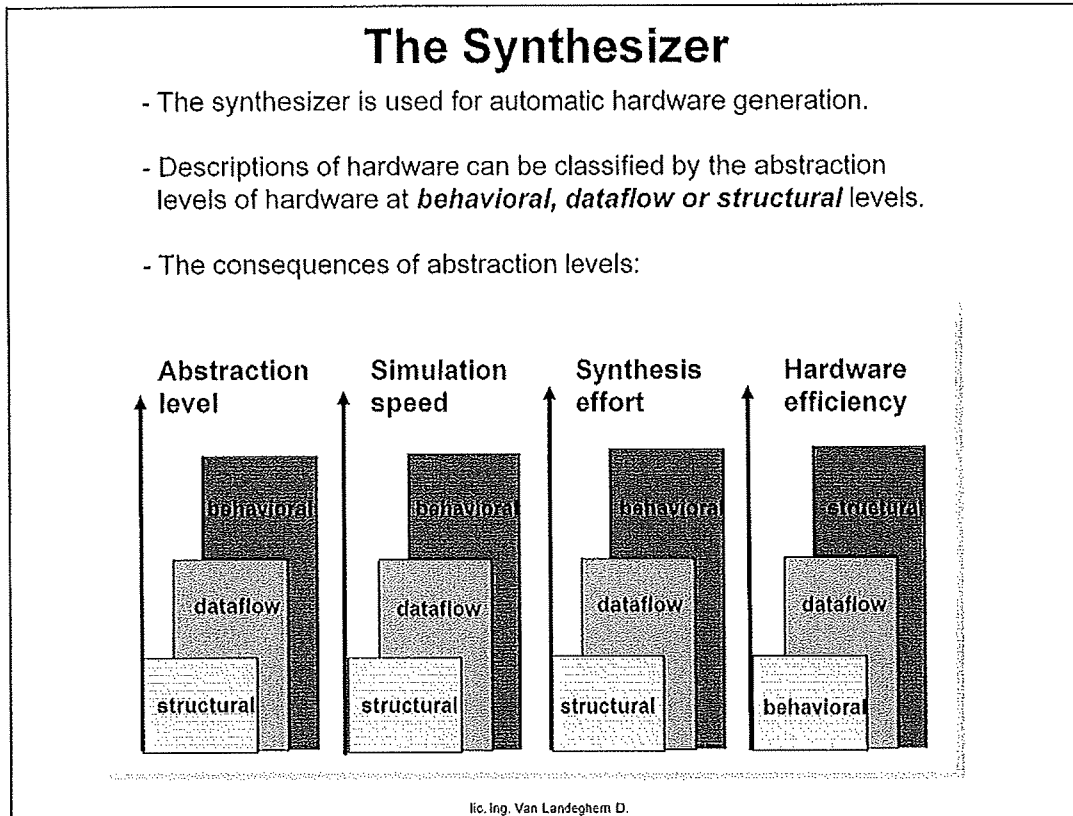 The Synthesizer
- The synthesizer is used for automatic hardware generation.
- Descriptions of hardware can be classified by the abstraction
levels of hardware at behavioral, dataflow or structural levels.
- The consequences of abstraction levels:
Abstraction
level
behavioral
dataflow
structural
Simulation
speed
behavioral
dataflow
structural
Synthesis
effort
behavioral
dataflow
structural
Hardware
efficiency
structural
dataflow
behavioral
lic. Ing. Van Landeghem D.